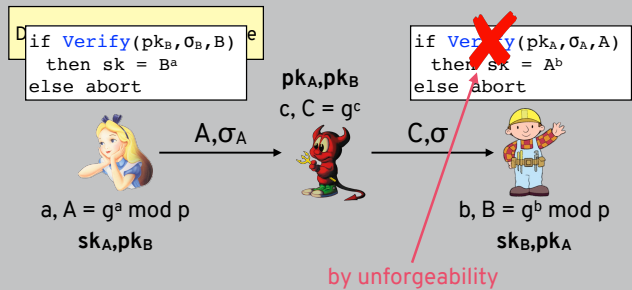 if Verify(pkB,σB,B)
then sk = Bᵃ
else abort
if Verify(pkA,σA,A)
then sk = Aᵇ
else abort
pkA,pkB
c, C = gᶜ
A,σA
C,σ
a, A = gᵃ mod p
skA,pkB
b, B = gᵇ mod p
skB,pkA
by unforgeability